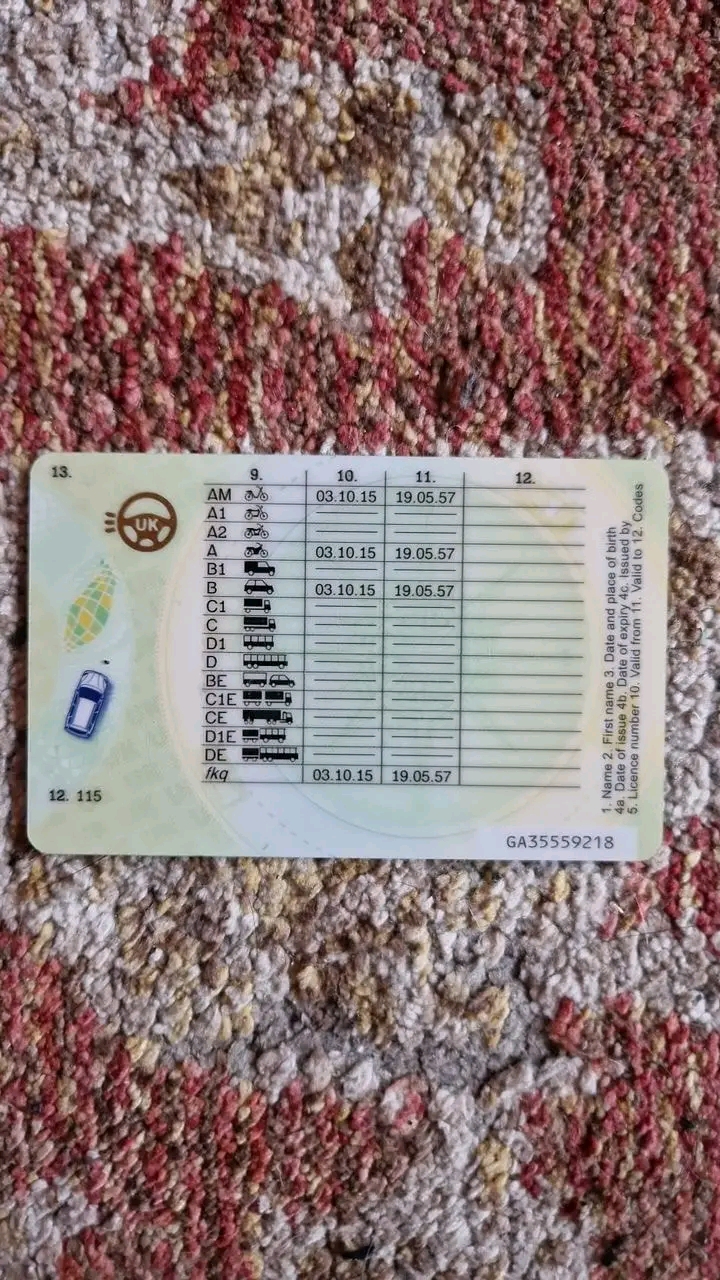 13. 9. 10. 11. 12.
UK
AM 03.10.15 19.05.57
A1
A2
A 03.10.15 19.05.57
B1
B 03.10.15 19.05.57
C1
C
D1
D
BE
C1E
CE
D1E
DE
fkq 03.10.15 19.05.57
12. 115
GA35559218
1. Name 2. First name 3. Date and place of birth
4a. Date of issue 4b. Date of expiry 4c. Issued by
5. Licence number 10. Valid from 11. Valid to 12. Codes